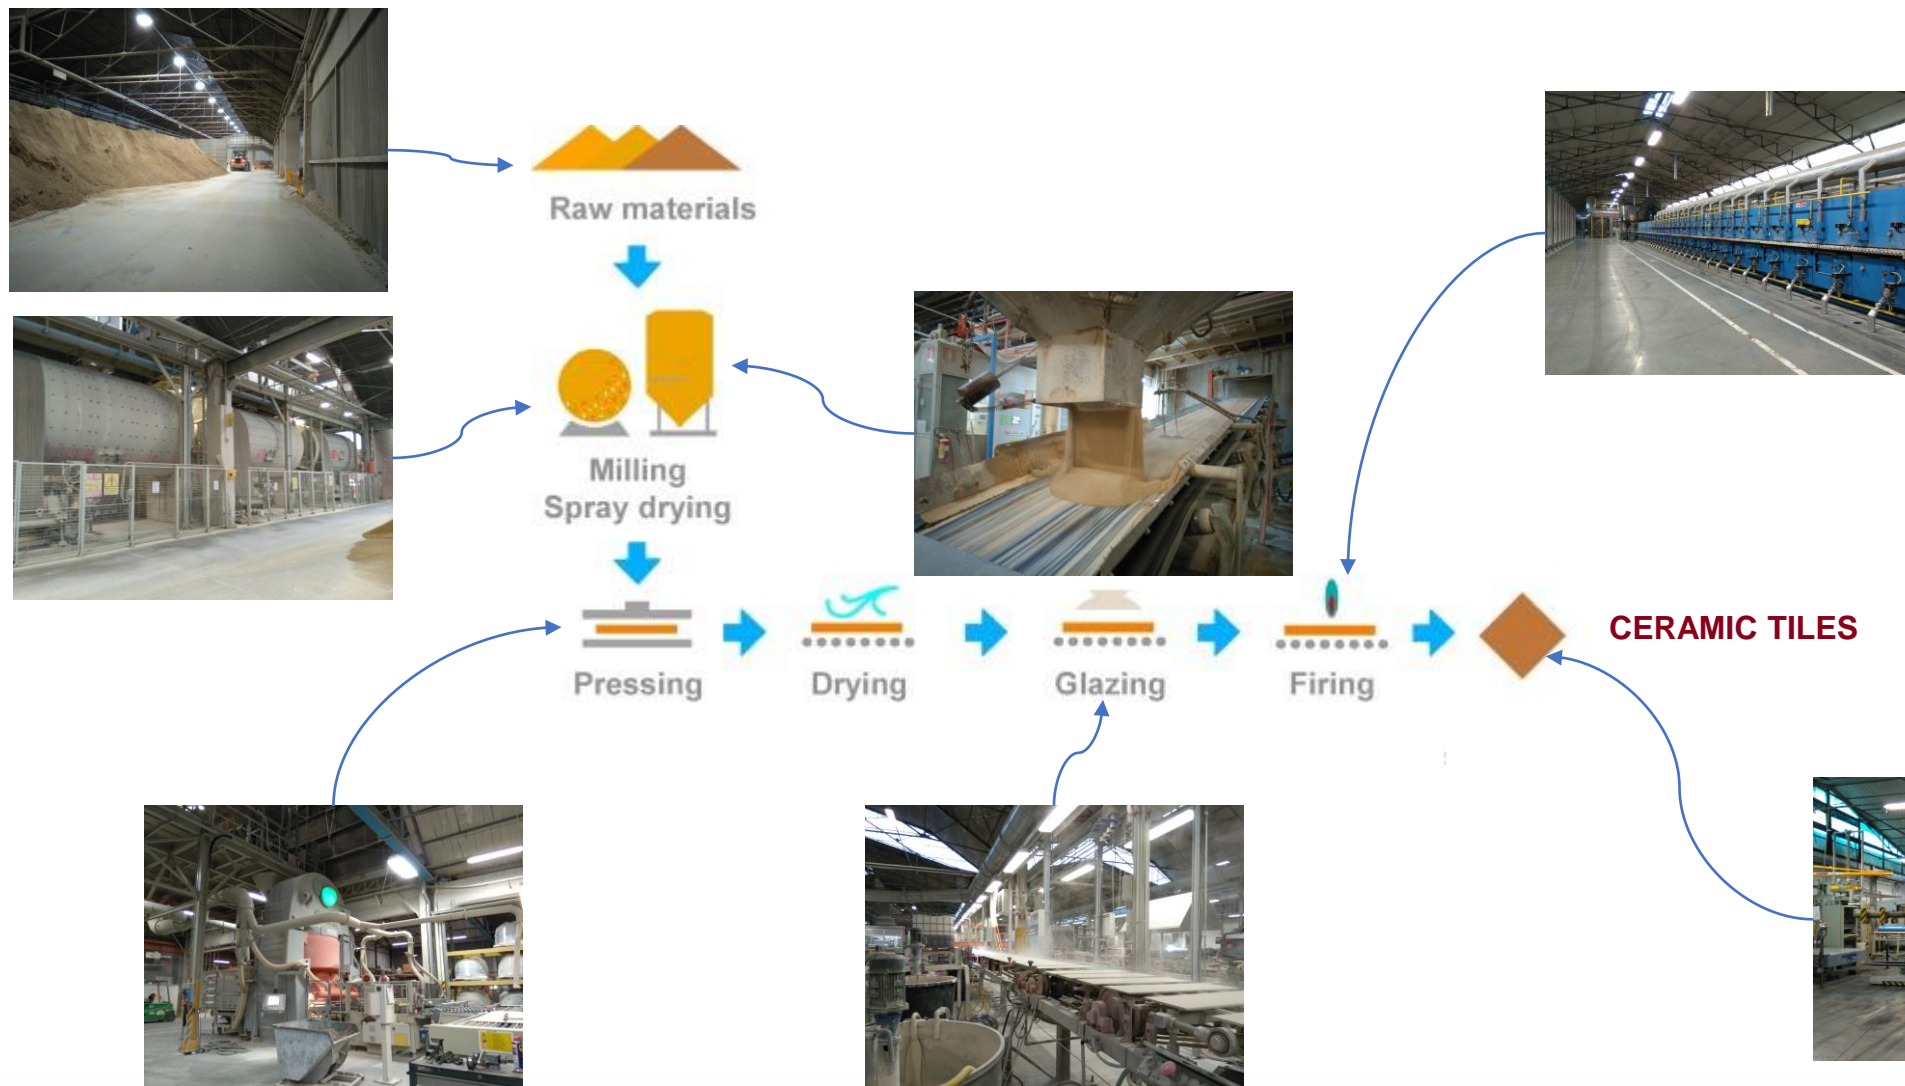 Raw materials
Milling
Spray drying
Pressing
Drying
Glazing
Firing
CERAMIC TILES